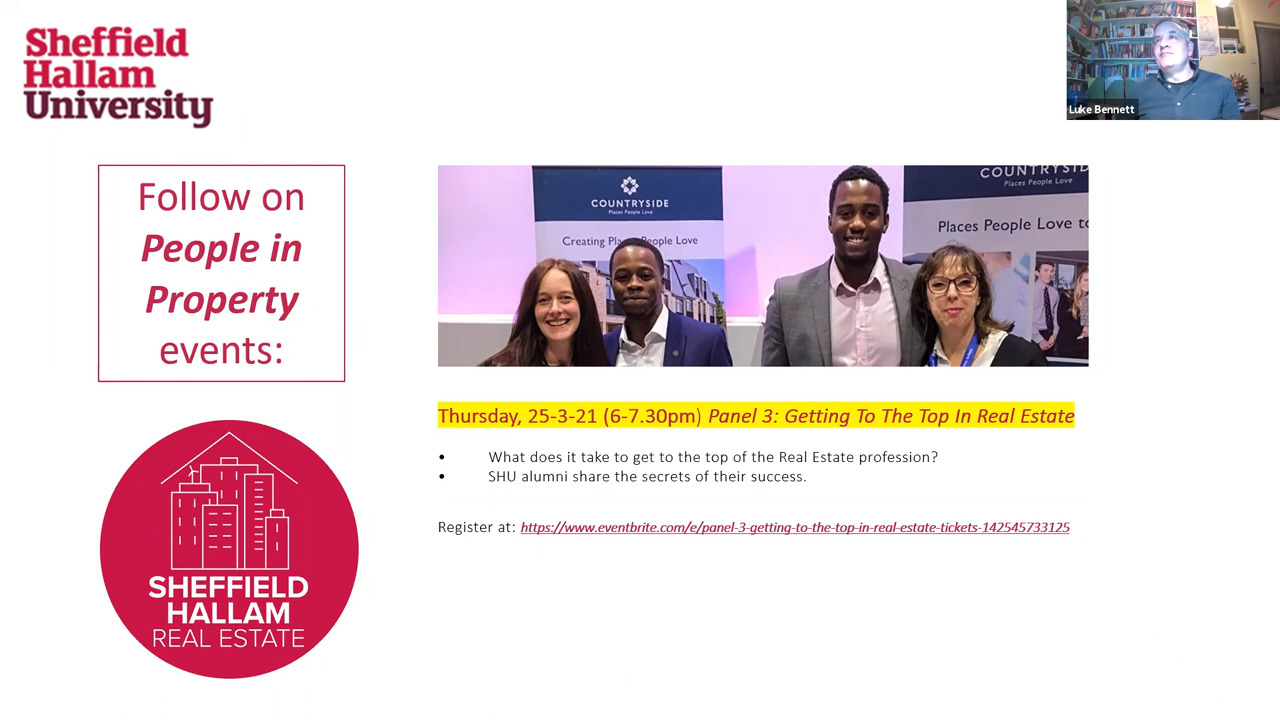 Sheffield
Hallam
University
Luke Bennett
Follow on
People in
Property
events:
COUNTRYSIDE
Places People Love
Creating Places People Love
COUNTRYSIDE
Places People Love
Places People Love to
Thursday, 25-3-21 (6-7.30pm) Panel 3: Getting To The Top In Real Estate
• What does it take to get to the top of the Real Estate profession?
• SHU alumni share the secrets of their success.
Register at: https://www.eventbrite.com/e/panel-3-getting-to-the-top-in-real-estate-tickets-142545733125
SHEFFIELD
HALLAM
REAL ESTATE